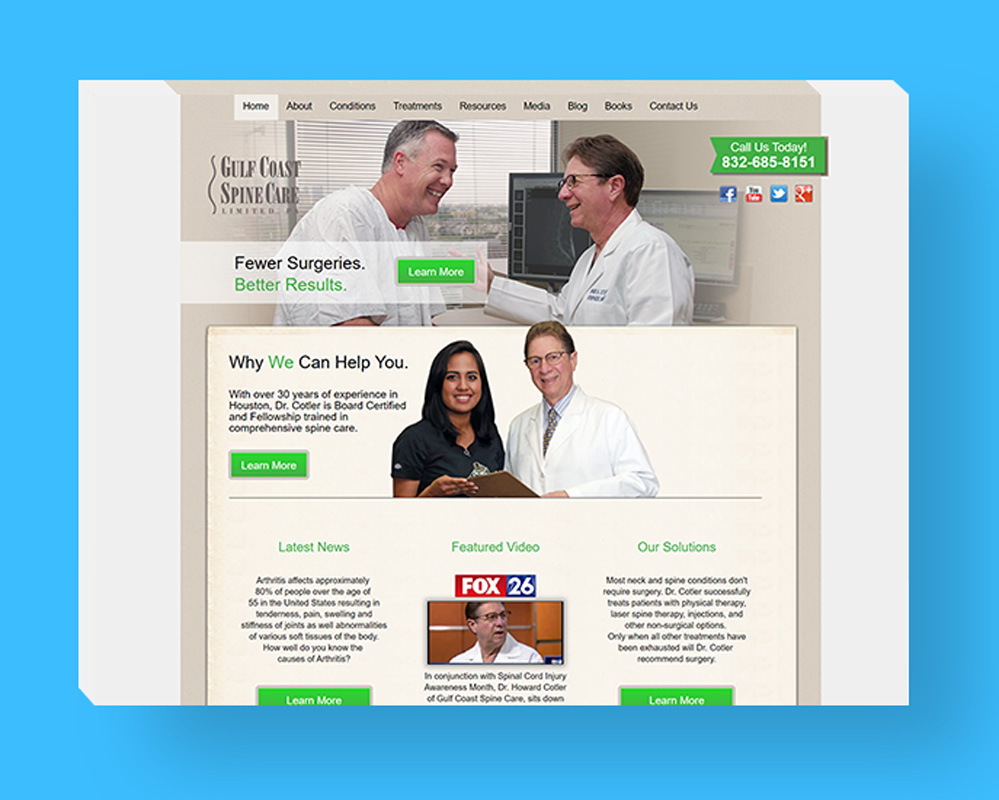 Home About Conditions Treatments Resources Media Blog Books Contact Us
Call Us Today!
832-685-8151
GULF COAST
SPINE CARE
LIMITED, P
Fewer Surgeries.
Better Results.
Learn More
Why We Can Help You.
With over 30 years of experience in
Houston, Dr. Cotler is Board Certified
and Fellowship trained in
comprehensive spine care.
Learn More
Latest News
Arthritis affects approximately
80% of people over the age of
55 in the United States resulting in
tenderness, pain, swelling and
stiffness of joints as well abnormalities
of various soft tissues of the body.
How well do you know the
causes of Arthritis?
Learn More
Featured Video
FOX 26
In conjunction with Spinal Cord Injury
Awareness Month, Dr. Howard Cotler
of Gulf Coast Spine Care, sits down
Our Solutions
Most neck and spine conditions don't
require surgery. Dr. Cotler successfully
treats patients with physical therapy,
laser spine therapy, injections, and
other non-surgical options.
Only when all other treatments have
been exhausted will Dr. Cotler
recommend surgery.
Learn More